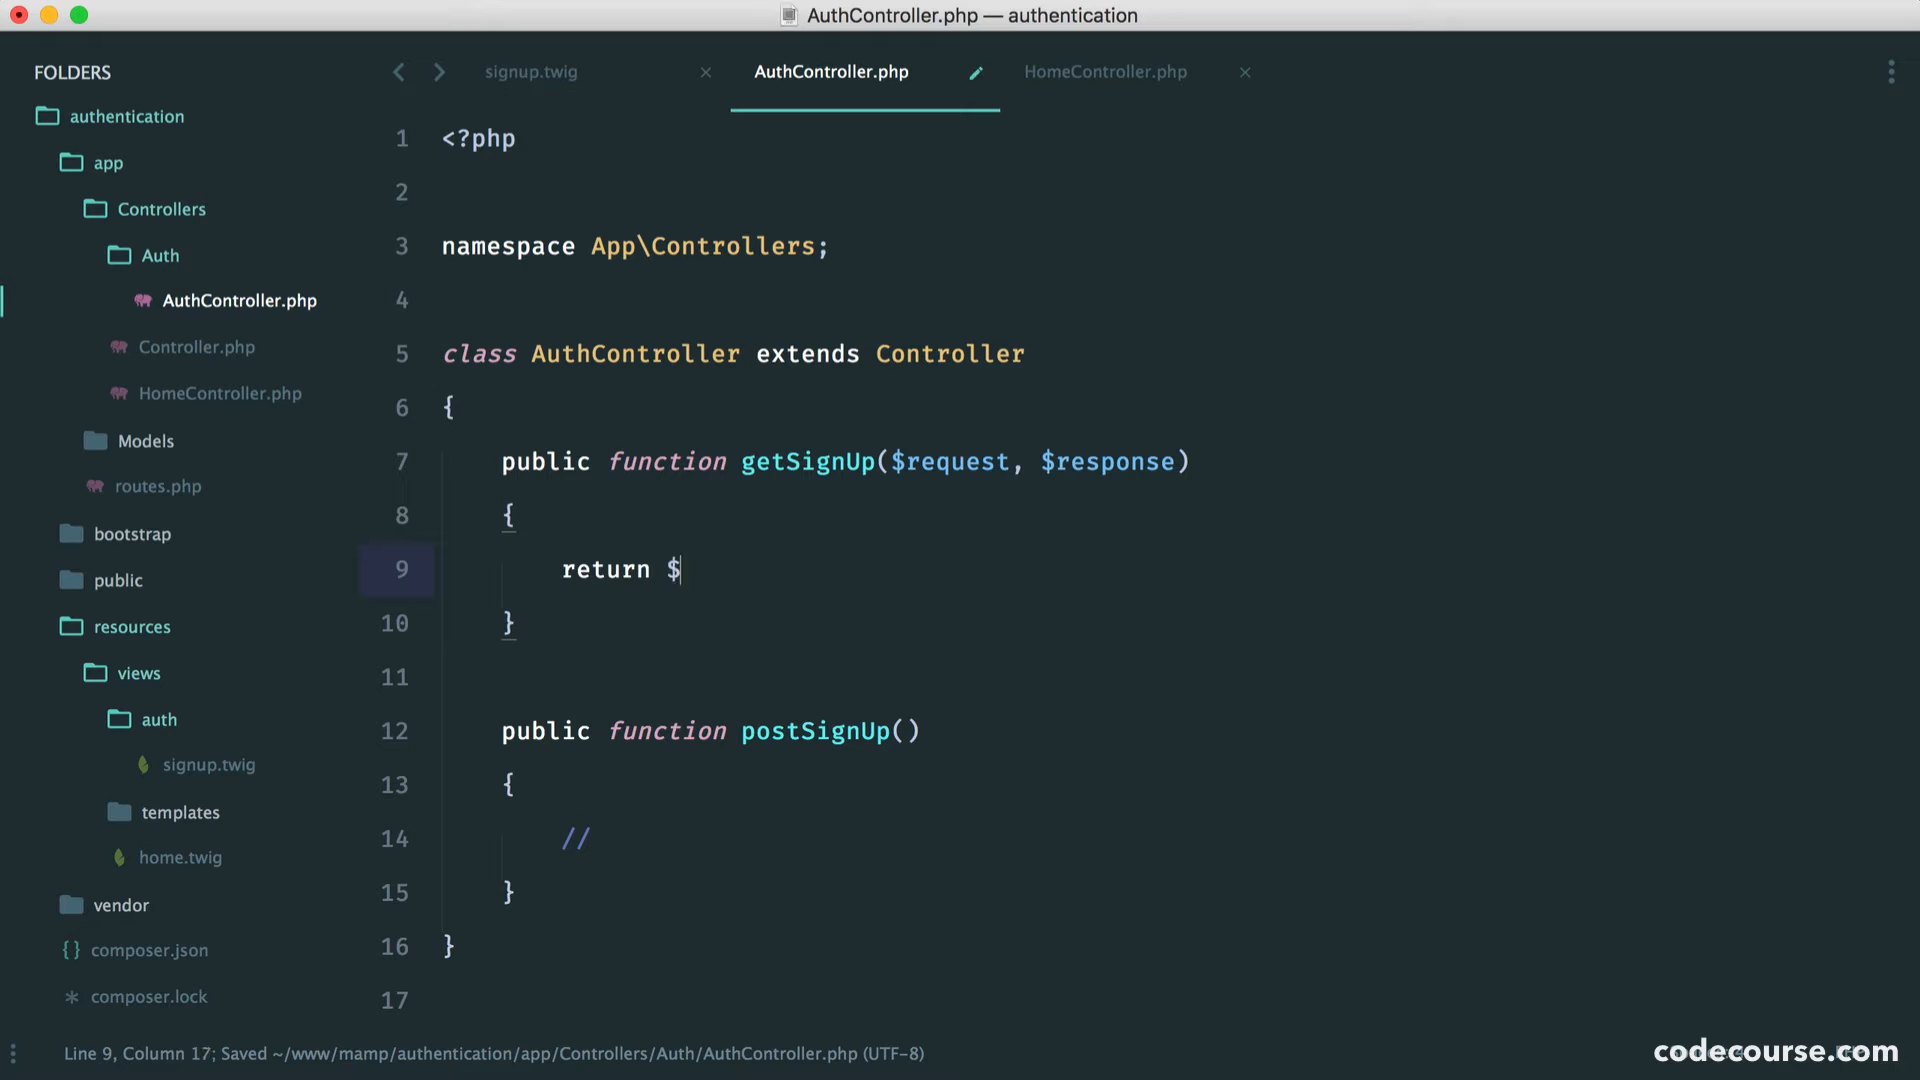 AuthController.php — authentication
FOLDERS
authentication
app
Controllers
Auth
AuthController.php
Controller.php
HomeController.php
Models
routes.php
bootstrap
public
resources
views
auth
signup.twig
templates
home.twig
vendor
{} composer.json
* composer.lock
signup.twig × AuthController.php HomeController.php ×
1 <?php
2
3 namespace App\Controllers;
4
5 class AuthController extends Controller
6 {
7 public function getSignUp($request, $response)
8 {
9 return $
10 }
11
12 public function postSignUp()
13 {
14 //
15 }
16 }
17
Line 9, Column 17; Saved ~/www/mamp/authentication/app/Controllers/Auth/AuthController.php (UTF-8)
codecourse.com